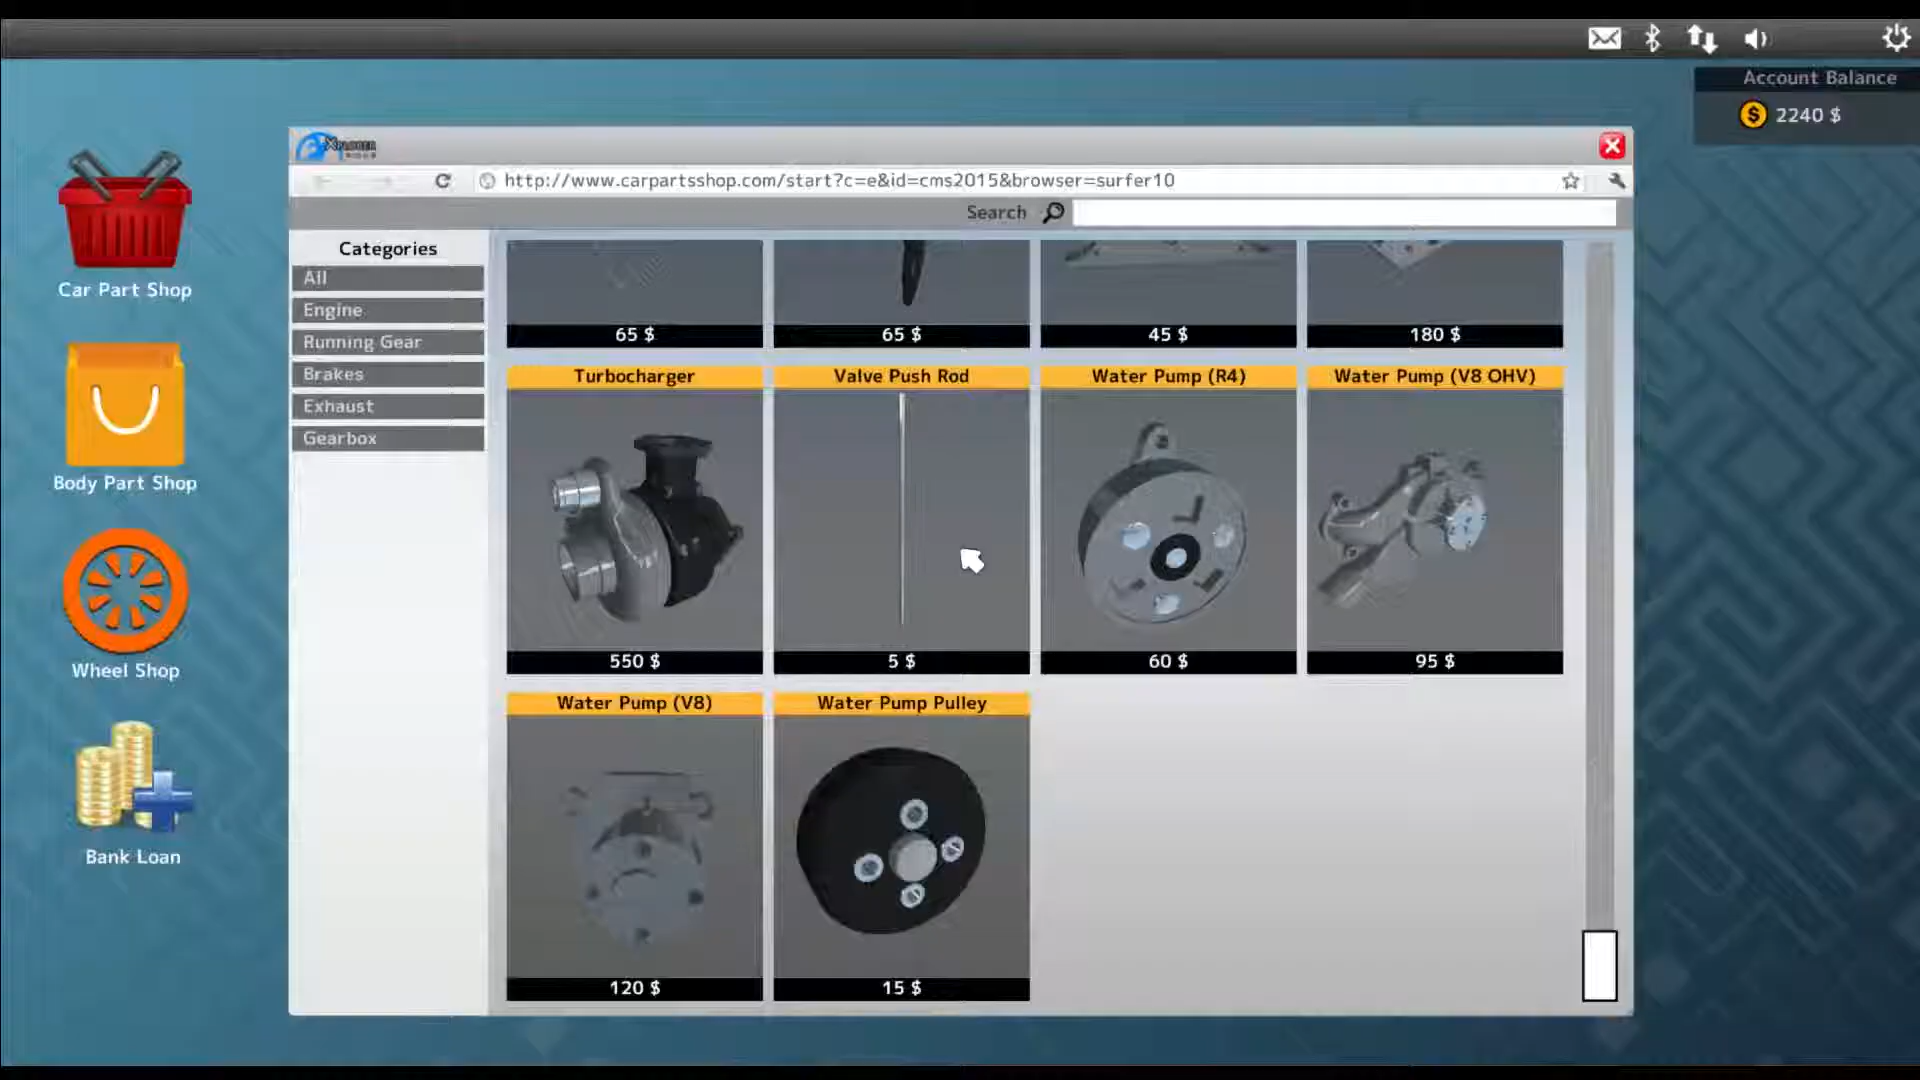 Account Balance
2240 $
http://www.carpartsshop.com/start?c=e&id=cms2015&browser=surfer10
Search
Categories
All
Engine
Running Gear
Brakes
Exhaust
Gearbox
Car Part Shop
Body Part Shop
Wheel Shop
Bank Loan
65 $
65 $
45 $
180 $
Turbocharger
Valve Push Rod
Water Pump (R4)
Water Pump (V8 OHV)
550 $
5 $
60 $
95 $
Water Pump (V8)
Water Pump Pulley
120 $
15 $